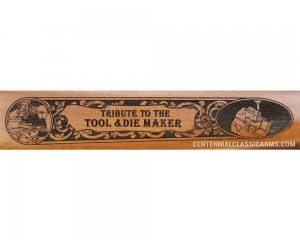 TRIBUTE TO THE
TOOL & DIE MAKER
CENTENNIALCLASSICARMS.COM